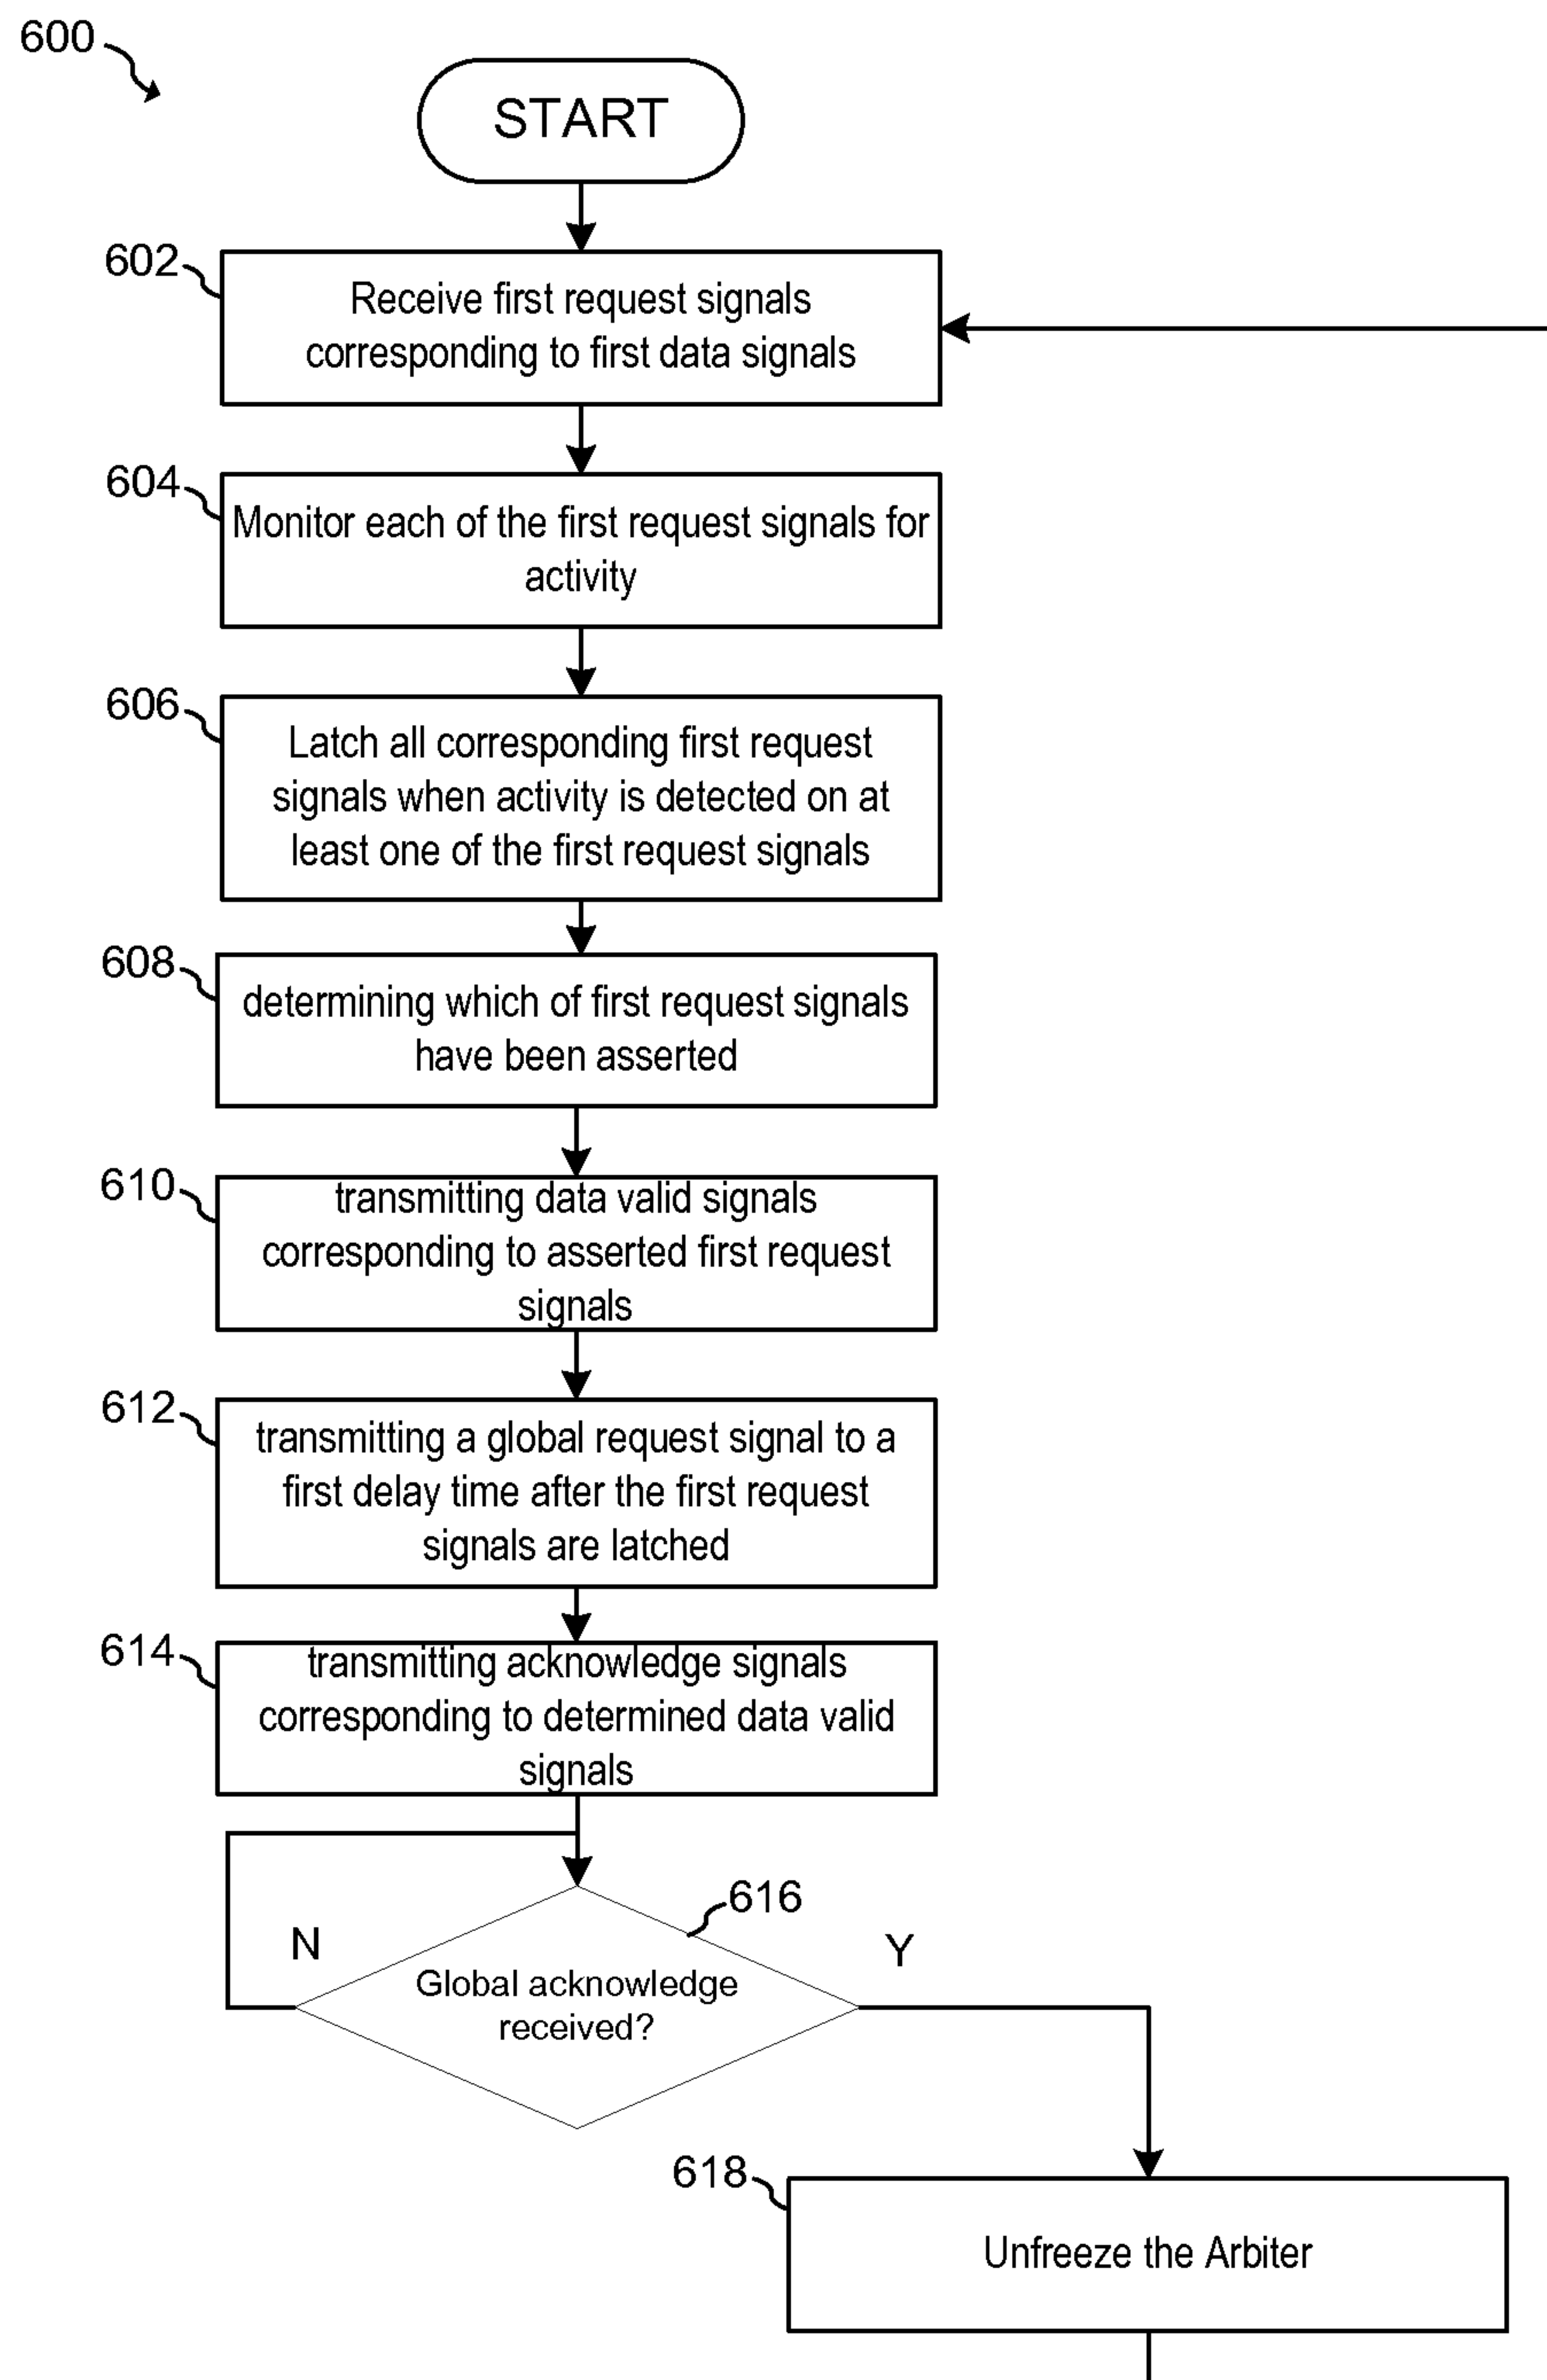 600
START
602
Receive first request signals
corresponding to first data signals
604
Monitor each of the first request signals for
activity
606
Latch all corresponding first request
signals when activity is detected on at
least one of the first request signals
608
determining which of first request signals
have been asserted
610
transmitting data valid signals
corresponding to asserted first request
signals
612
transmitting a global request signal to a
first delay time after the first request
signals are latched
614
transmitting acknowledge signals
corresponding to determined data valid
signals
616
N
Y
Global acknowledge
received?
618
Unfreeze the Arbiter